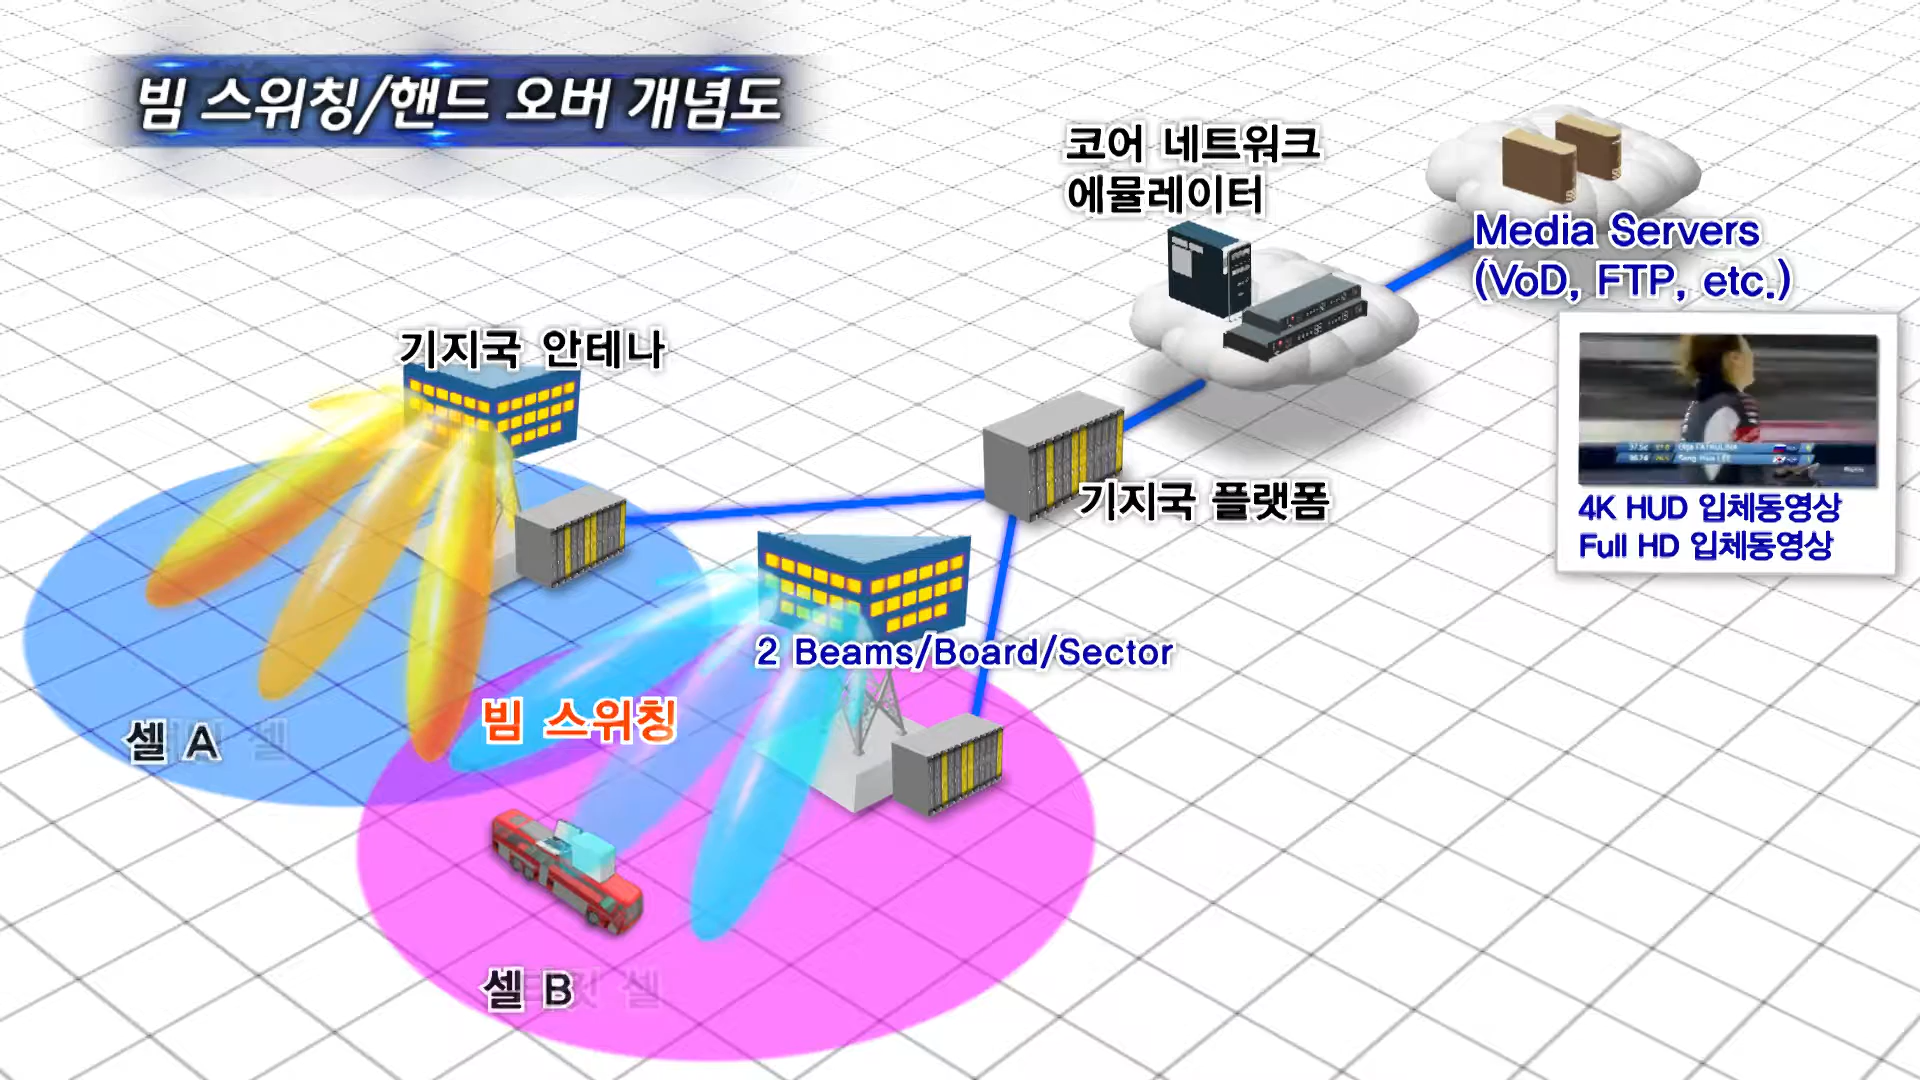 빔 스위칭/핸드 오버 개념도
코어 네트워크
에뮬레이터
Media Servers
(VoD, FTP, etc.)
기지국 안테나
기지국 플랫폼
4K HUD 입체동영상
Full HD 입체동영상
2 Beams/Board/Sector
빔 스위칭
셀 A
셀 B